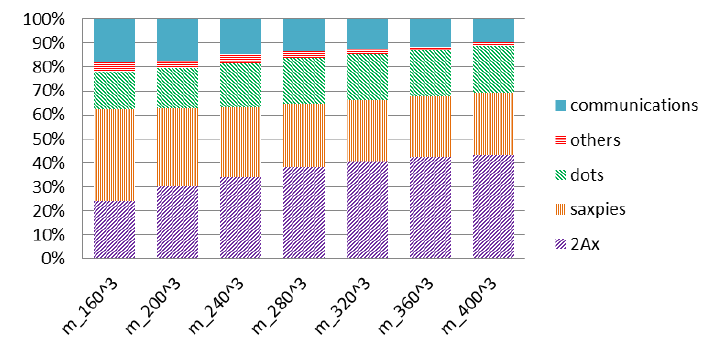 100%
90%
80%
70%
60%
50%
40%
30%
20%
10%
0%
m_160^3
m_200^3
m_240^3
m_280^3
m_320^3
m_360^3
m_400^3
communications
others
dots
saxpies
2Ax